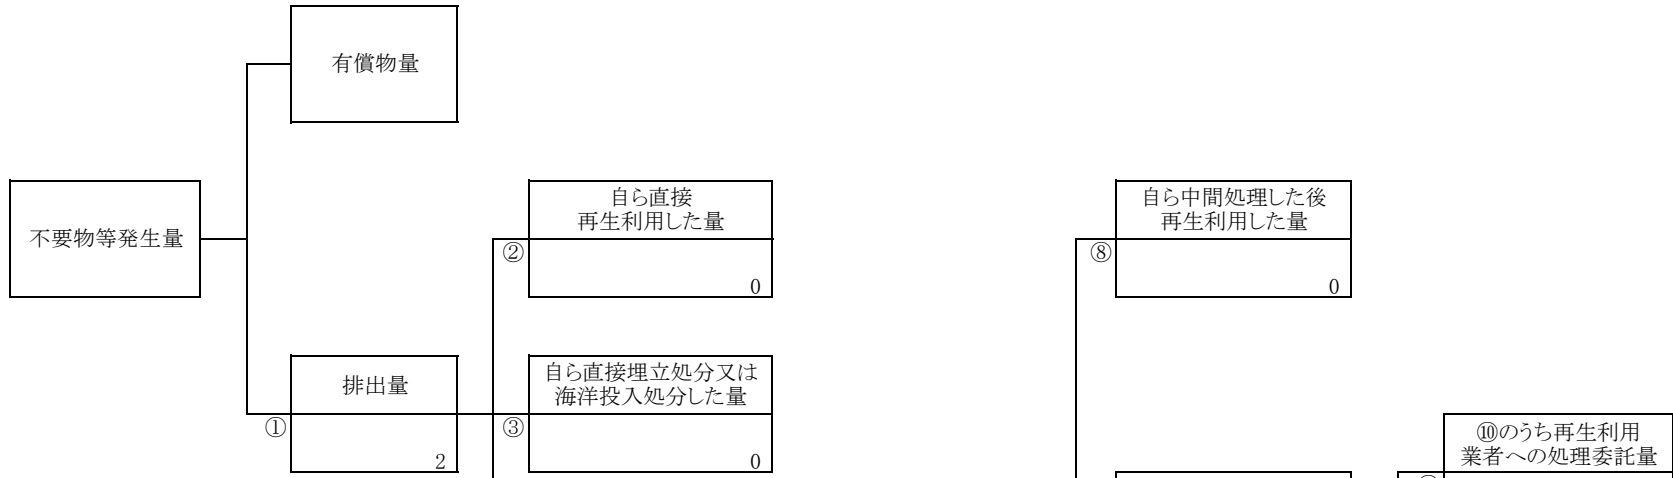 有償物量
不要物等発生量
自ら直接
再生利用した量
②
0
自ら中間処理した後
再生利用した量
⑧
0
排出量
①
2
自ら直接埋立処分又は
海洋投入処分した量
③
0
⑩のうち再生利用
業者への処理委託量